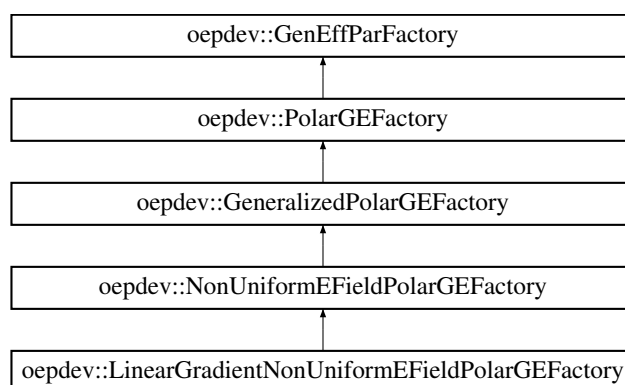 oepdev::GenEffParFactory
oepdev::PolarGEFactory
oepdev::GeneralizedPolarGEFactory
oepdev::NonUniformEFieldPolarGEFactory
oepdev::LinearGradientNonUniformEFieldPolarGEFactory